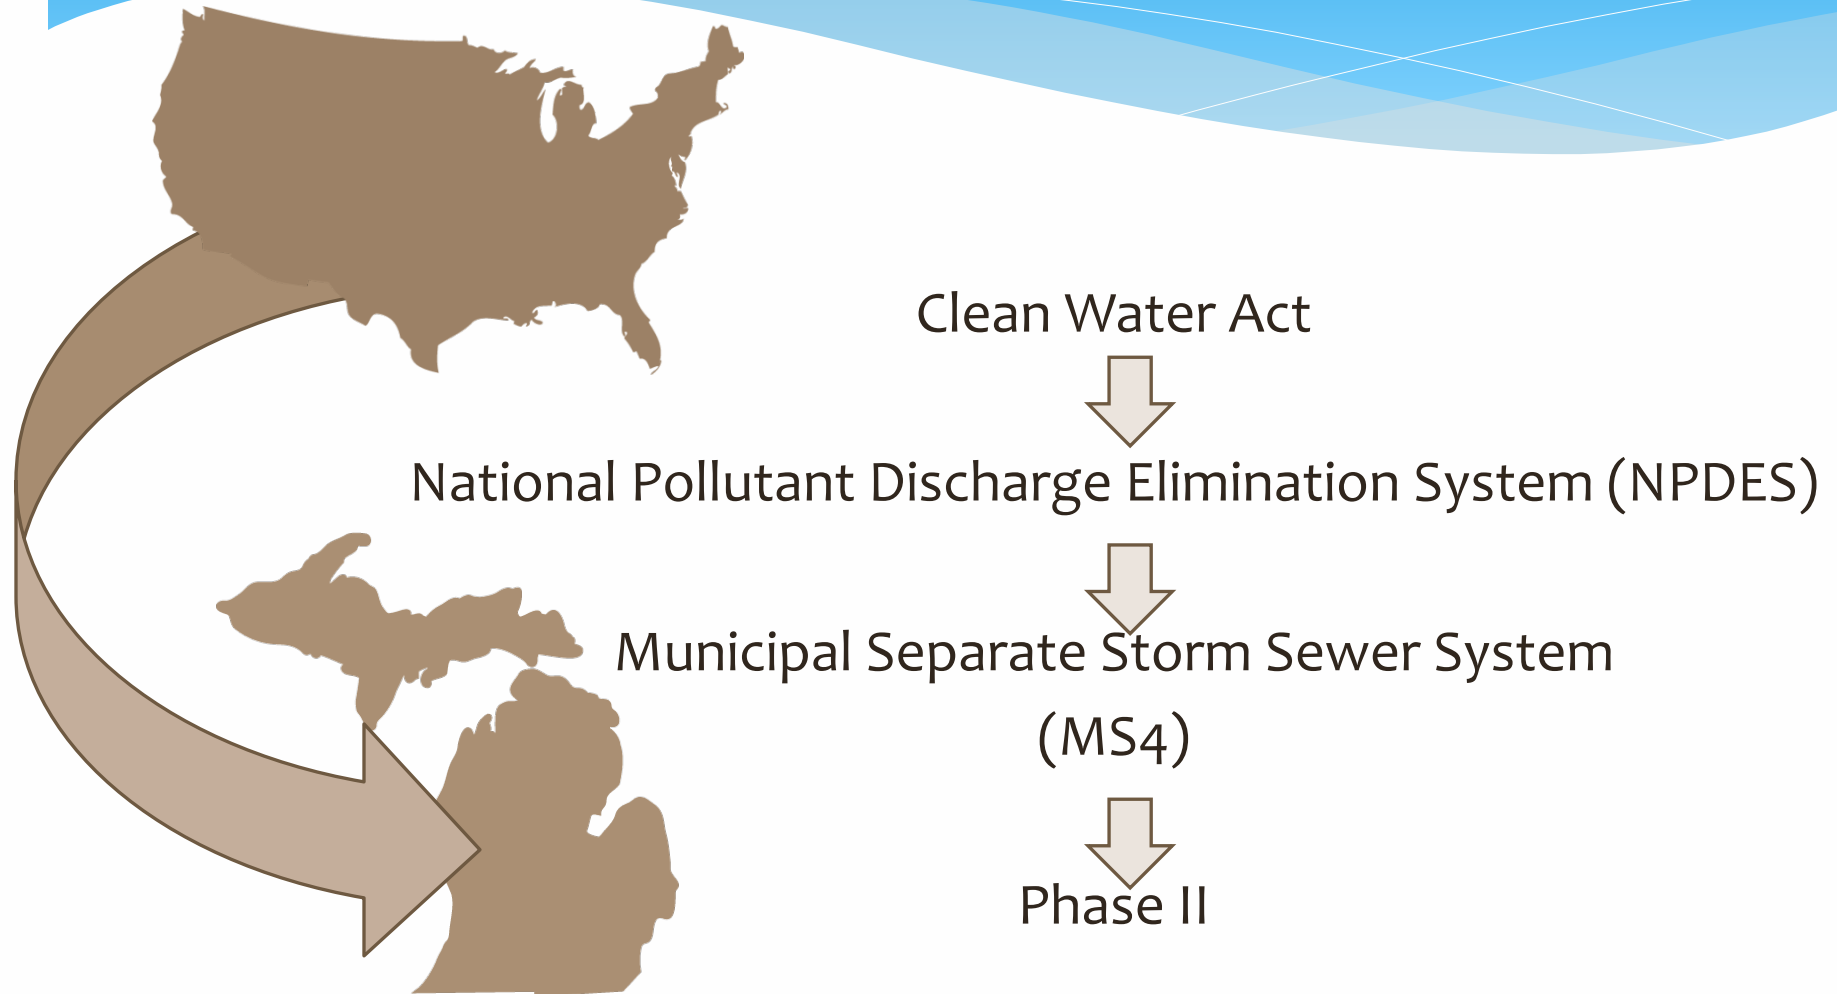 Clean Water Act
National Pollutant Discharge Elimination System (NPDES)
Municipal Separate Storm Sewer System
(MS4)
Phase II